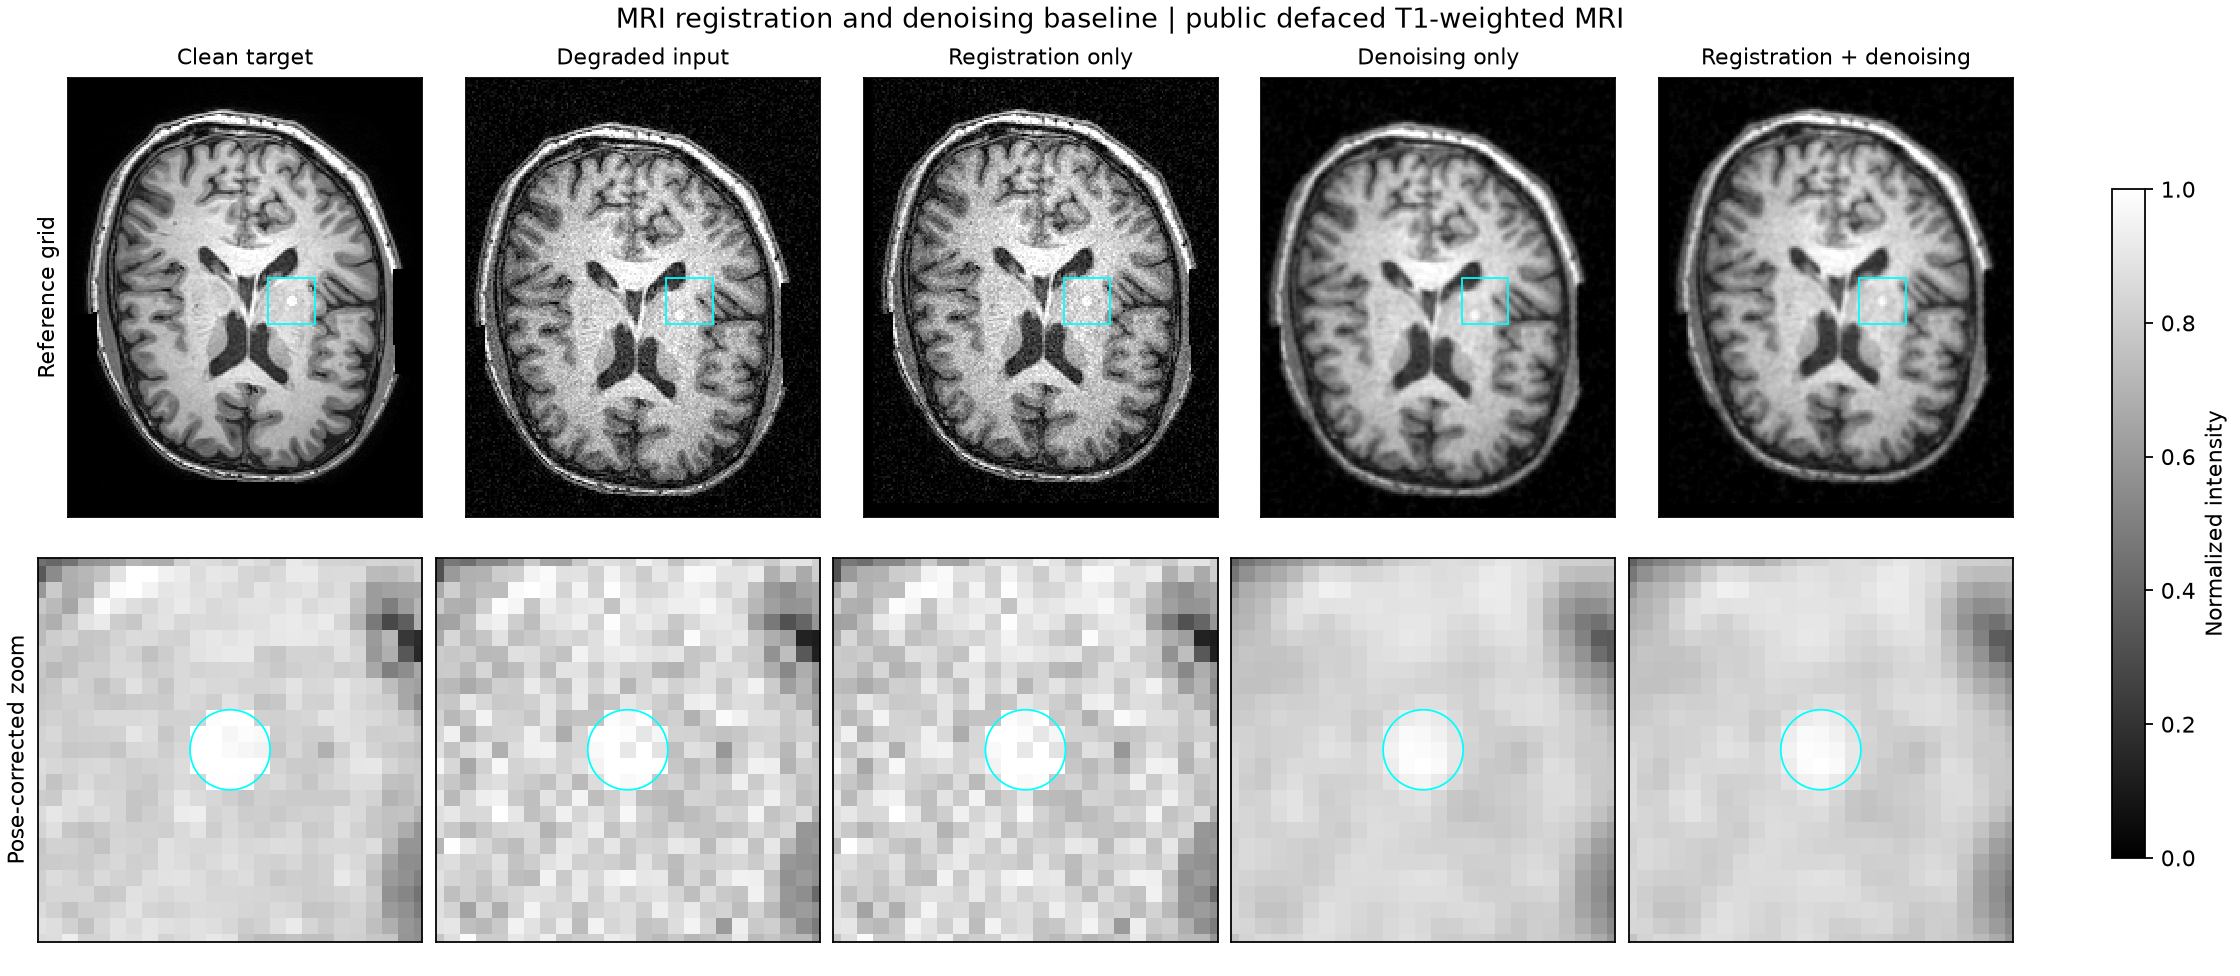 MRI registration and denoising baseline | public defaced T1-weighted MRI
Clean target
Degraded input
Registration only
Denoising only
Registration + denoising
Reference grid
Pose-corrected zoom
1.0
0.8
0.6
0.4
0.2
0.0
Normalized intensity